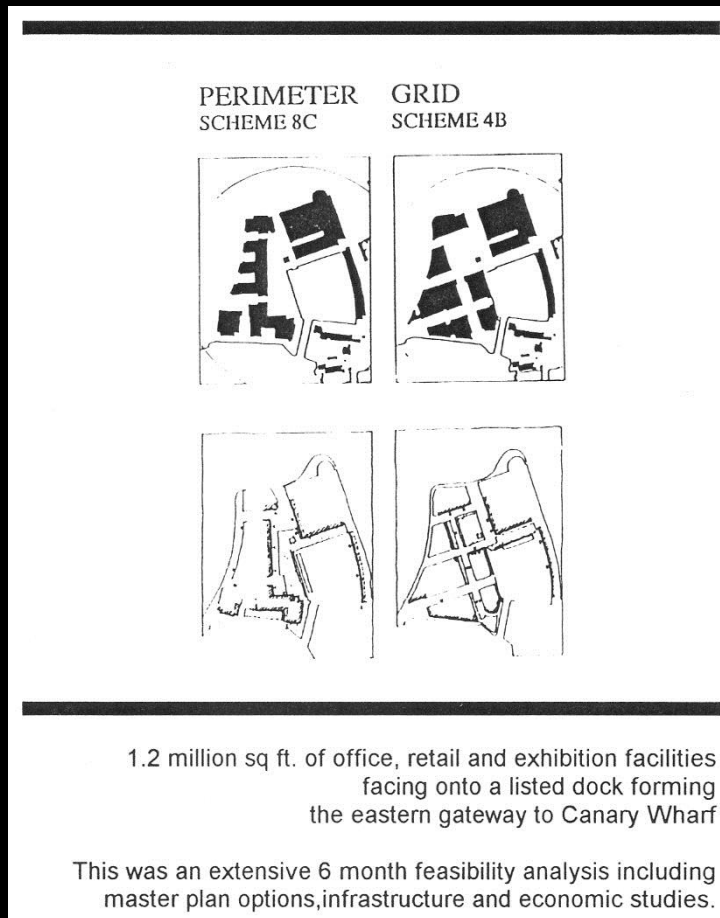 PERIMETER
SCHEME 8C
GRID
SCHEME 4B
1.2 million sq ft. of office, retail and exhibition facilities
facing onto a listed dock forming
the eastern gateway to Canary Wharf
This was an extensive 6 month feasibility analysis including
master plan options,infrastructure and economic studies.